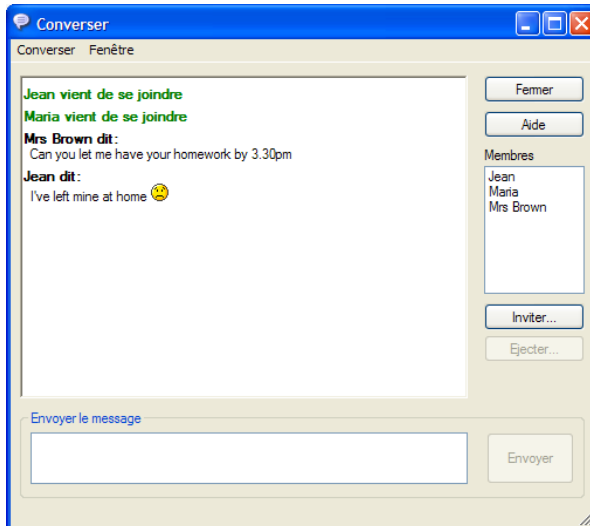 Converser
Converser Fenêtre
Jean vient de se joindre
Maria vient de se joindre
Mrs Brown dit:
Can you let me have your homework by 3.30pm
Jean dit:
I've left mine at home
Fermer
Aide
Membres
Jean
Maria
Mrs Brown
Inviter...
Ejecter...
Envoyer le message
Envoyer